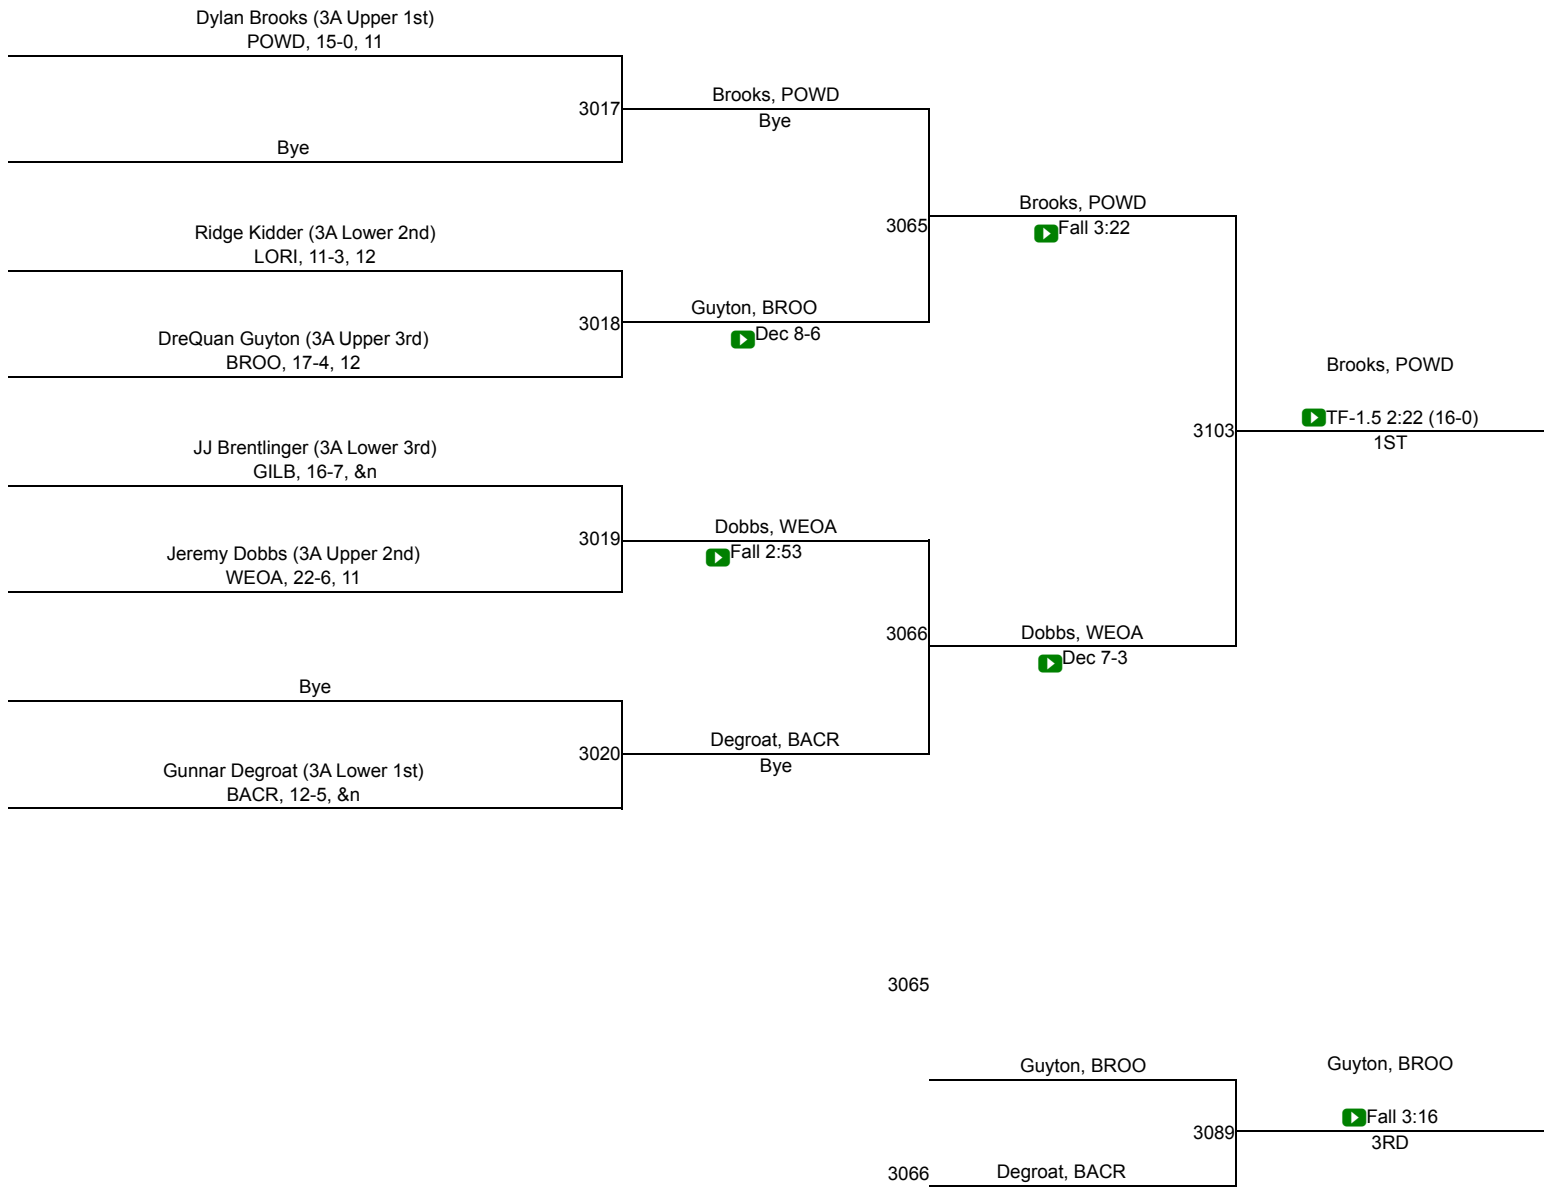 Dylan Brooks (3A Upper 1st)
POWD, 15-0, 11
3017
Brooks, POWD
Bye
Bye
3065
Brooks, POWD
Fall 3:22
Ridge Kidder (3A Lower 2nd)
LORI, 11-3, 12
3018
Guyton, BROO
Dec 8-6
DreQuan Guyton (3A Upper 3rd)
BROO, 17-4, 12
Brooks, POWD
3103
TF-1.5 2:22 (16-0)
1ST
JJ Brentlinger (3A Lower 3rd)
GILB, 16-7, &n
3019
Dobbs, WEOA
Fall 2:53
Jeremy Dobbs (3A Upper 2nd)
WEOA, 22-6, 11
3066
Dobbs, WEOA
Dec 7-3
Bye
3020
Degroat, BACR
Bye
Gunnar Degroat (3A Lower 1st)
BACR, 12-5, &n
3065
Guyton, BROO
Guyton, BROO
3089
Fall 3:16
3RD
3066
Degroat, BACR